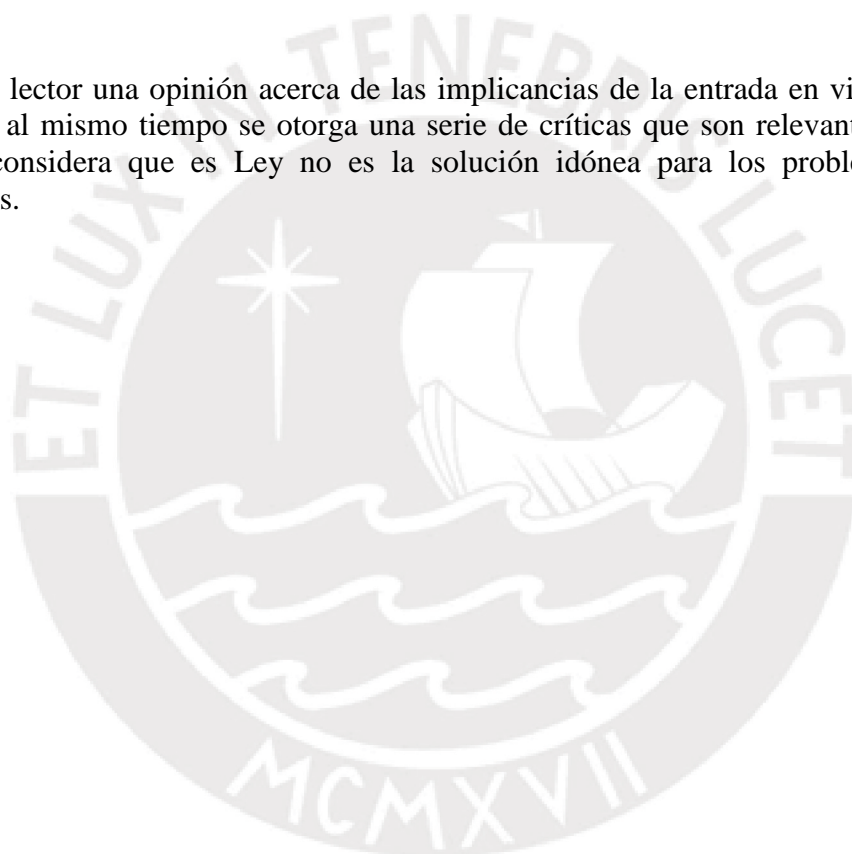 lector una opinión acerca de las implicancias de la entrada en vi
al mismo tiempo se otorga una serie de críticas que son relevant
considera que es Ley no es la solución idónea para los probl
s.
ET LUX IN TENEBRIS LUCET
MCMXVII